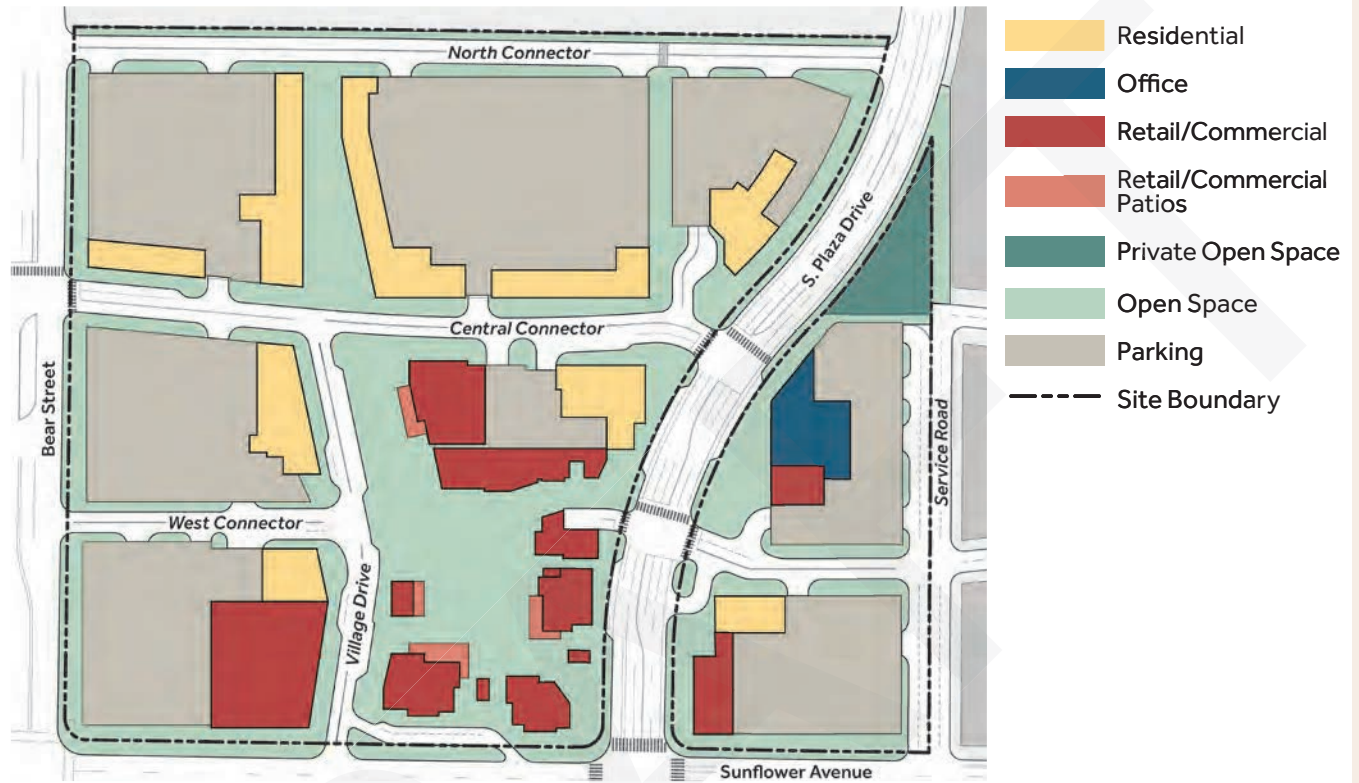 North Connector
S. Plaza Drive
Central Connector
Bear Street
West Connector
Village Drive
Service Road
Sunflower Avenue
Residential
Office
Retail/Commercial
Retail/Commercial
Patios
Private Open Space
Open Space
Parking
Site Boundary